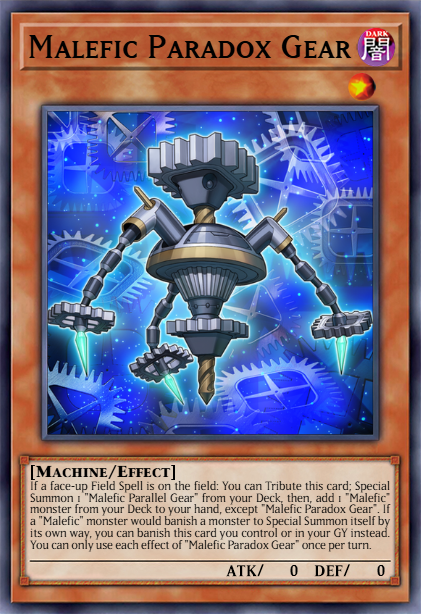 Malefic Paradox Gear
DARK
闇
[Machine/Effect]
If a face-up Field Spell is on the field: You can Tribute this card; Special
Summon 1 "Malefic Parallel Gear" from your Deck, then, add 1 "Malefic"
monster from your Deck to your hand, except "Malefic Paradox Gear". If
a "Malefic" monster would banish a monster to Special Summon itself by
its own way, you can banish this card you control or in your GY instead.
You can only use each effect of "Malefic Paradox Gear" once per turn.
ATK/ 0 DEF/ 0